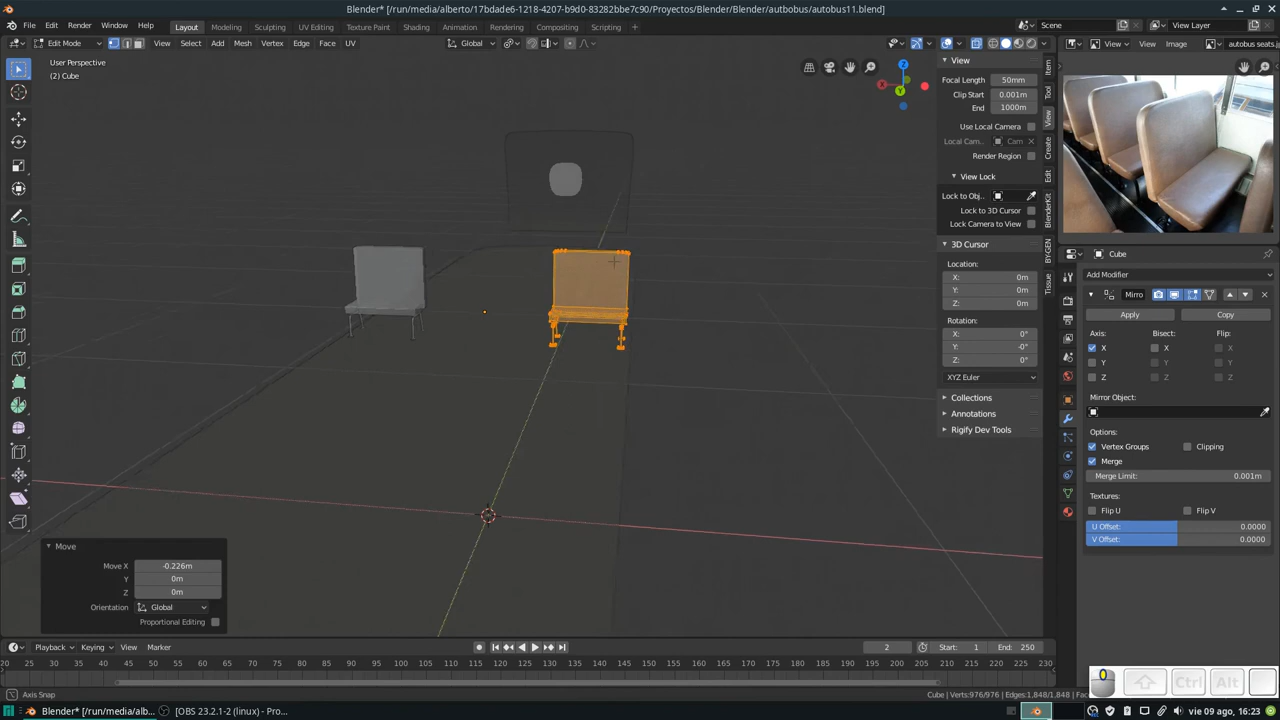 Blender* [/run/media/alberto/17bdade6-1218-4207-b9d0-83282bbe7c90/Proyectos/Blender/Blender/autbobus/autobus11.blend]
File Edit Render Window Help Layout Modeling Sculpting UV Editing Texture Paint Shading Animation Rendering Compositing Scripting + Scene View Layer
Edit Mode View Select Add Mesh Vertex Edge Face UV Global View Image autobus seats.
User Perspective
(2) Cube
Z
X
Y
View
Focal Length 50mm
Clip Start 0.001m
End 1000m
Use Local Camera
Local Cam.. Cam
Render Region
View Lock
Lock to Obj..
Lock to 3D Cursor
Lock Camera to View
3D Cursor
Location:
X: 0m
Y: 0m
Z: 0m
Rotation:
X: 0°
Y: -0°
Z: 0°
XYZ Euler
Collections
Annotations
Rigify Dev Tools
Item
Tool
View
Create
Edit
BlenderKit
BY-GEN
Tissue
Cube
Add Modifier
Mirro
Apply Copy
Axis: Bisect: Flip:
X X X
Y Y Y
Z Z Z
Mirror Object:
Options:
Vertex Groups Clipping
Merge
Merge Limit: 0.001m
Textures:
Flip U Flip V
U Offset: 0.0000
V Offset: 0.0000
Move
Move X -0.226m
Y 0m
Z 0m
Orientation Global
Proportional Editing
Playback Keying View Marker 2 Start: 1 End: 250
20 25 30 35 40 45 50 55 60 65 70 75 80 85 90 95 100 105 110 115 120 125 130 135 140 145 150 155 160 165 170 175 180 185 190 195 200 205 210 215 220 225 230
Ctrl Alt
Axis Snap Cube | Verts:976/976 | Edges:1,848/1,848 | Fac
Blender* [/run/media/alb... [OBS 23.2.1-2 (linux) - Pro... vie 09 ago, 16:23